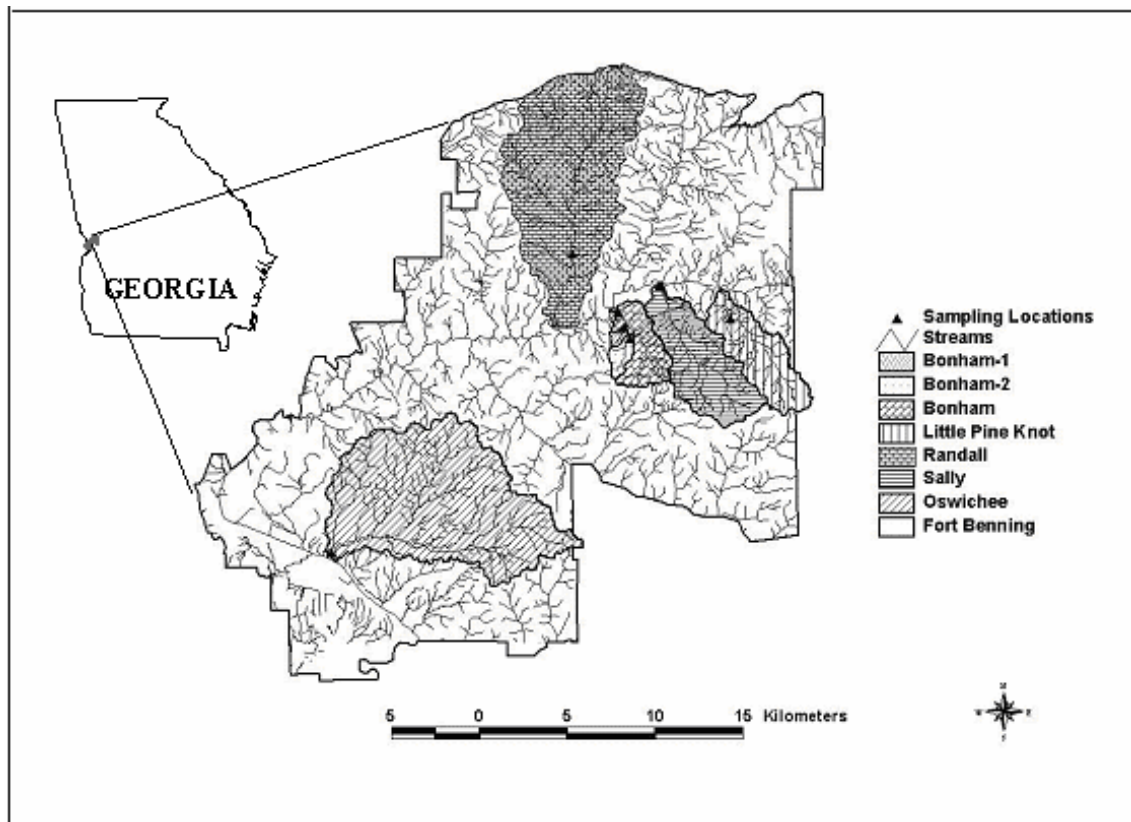 GEORGIA
Sampling Locations
Streams
Bonham-1
Bonham-2
Bonham
Little Pine Knot
Randall
Sally
Oswichee
Fort Benning
5 0 5 10 15 Kilometers